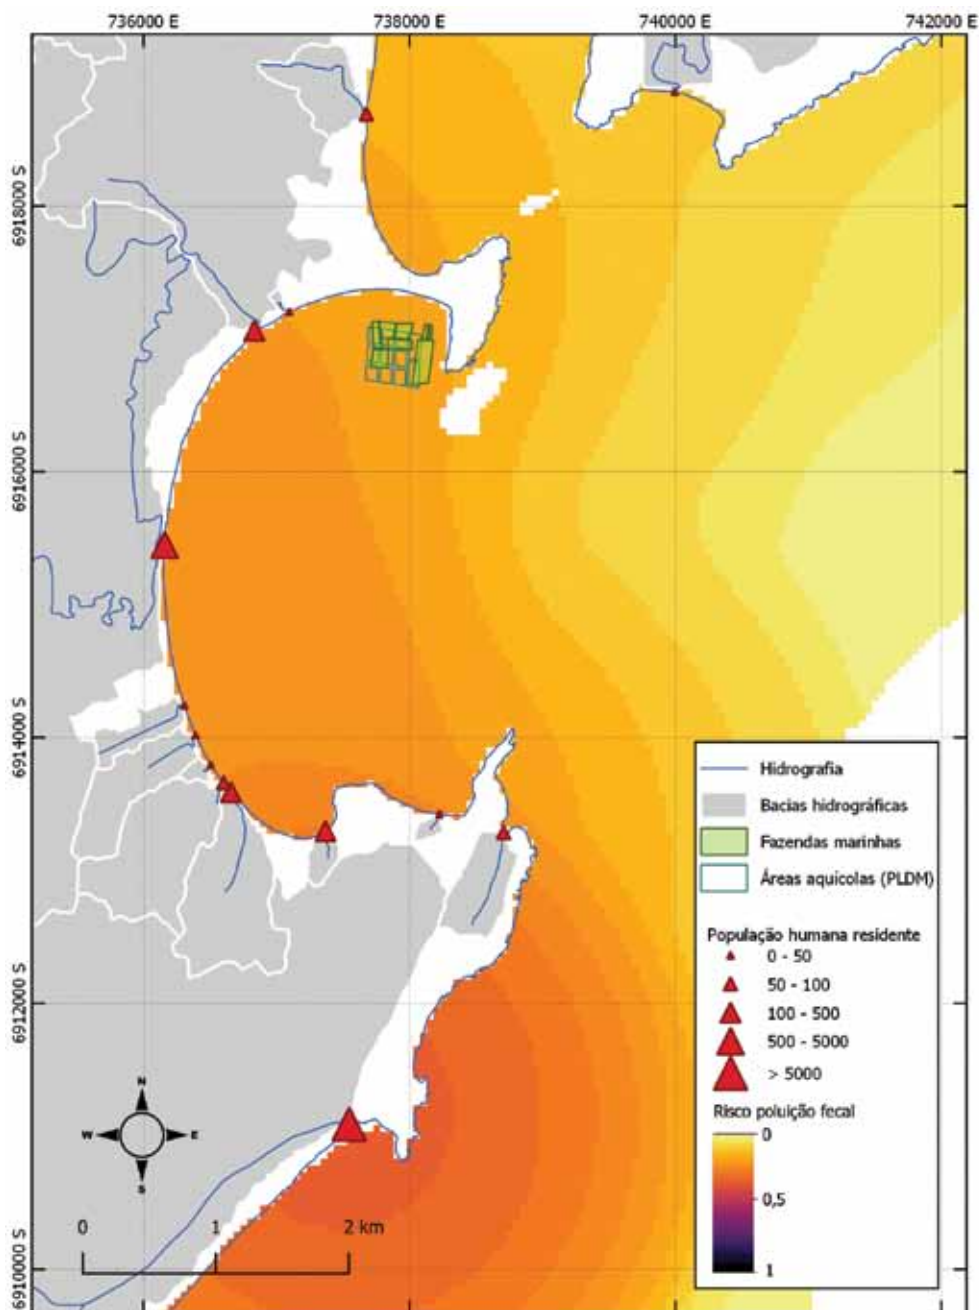 736000 E
738000 E
740000 E
742000 E
6918000 S
6916000 S
6914000 S
6912000 S
6910000 S
Hidrografia
Bacias hidrográficas
Fazendas marinhas
Áreas aquícolas (PLDM)
População humana residente
0 - 50
50 - 100
100 - 500
500 - 5000
> 5000
Risco poluição fecal
0
0,5
1
N
W
E
S
0
1
2 km